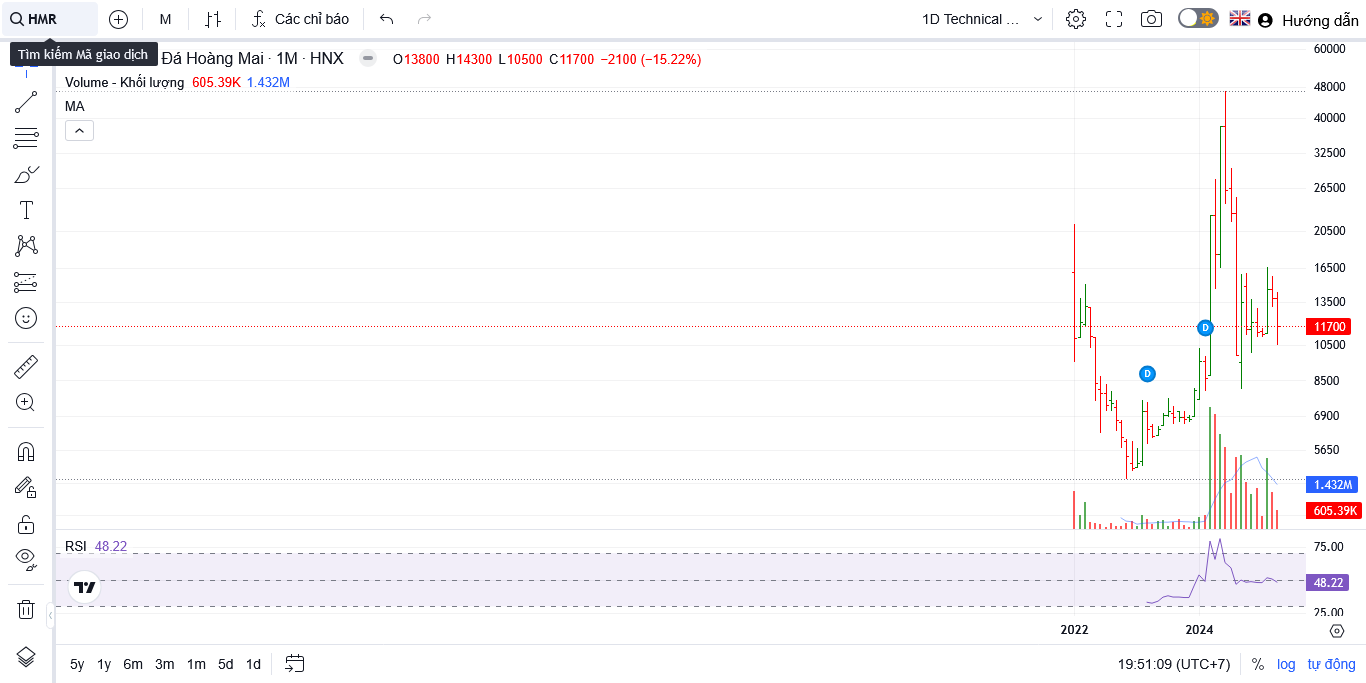 HMR
M
Các chỉ báo
1D Technical ...
Hướng dẫn
Tìm kiếm Mã giao dịch
Đá Hoàng Mai · 1M · HNX
O13800 H14300 L10500 C11700 −2100 (−15.22%)
Volume - Khối lượng 605.39K 1.432M
MA
60000
48000
40000
32500
26500
20500
16500
13500
11700
10500
8500
6900
5650
1.432M
605.39K
D
D
RSI 48.22
75.00
48.22
25.00
2022
2024
5y 1y 6m 3m 1m 5d 1d
19:51:09 (UTC+7)
% log tự động